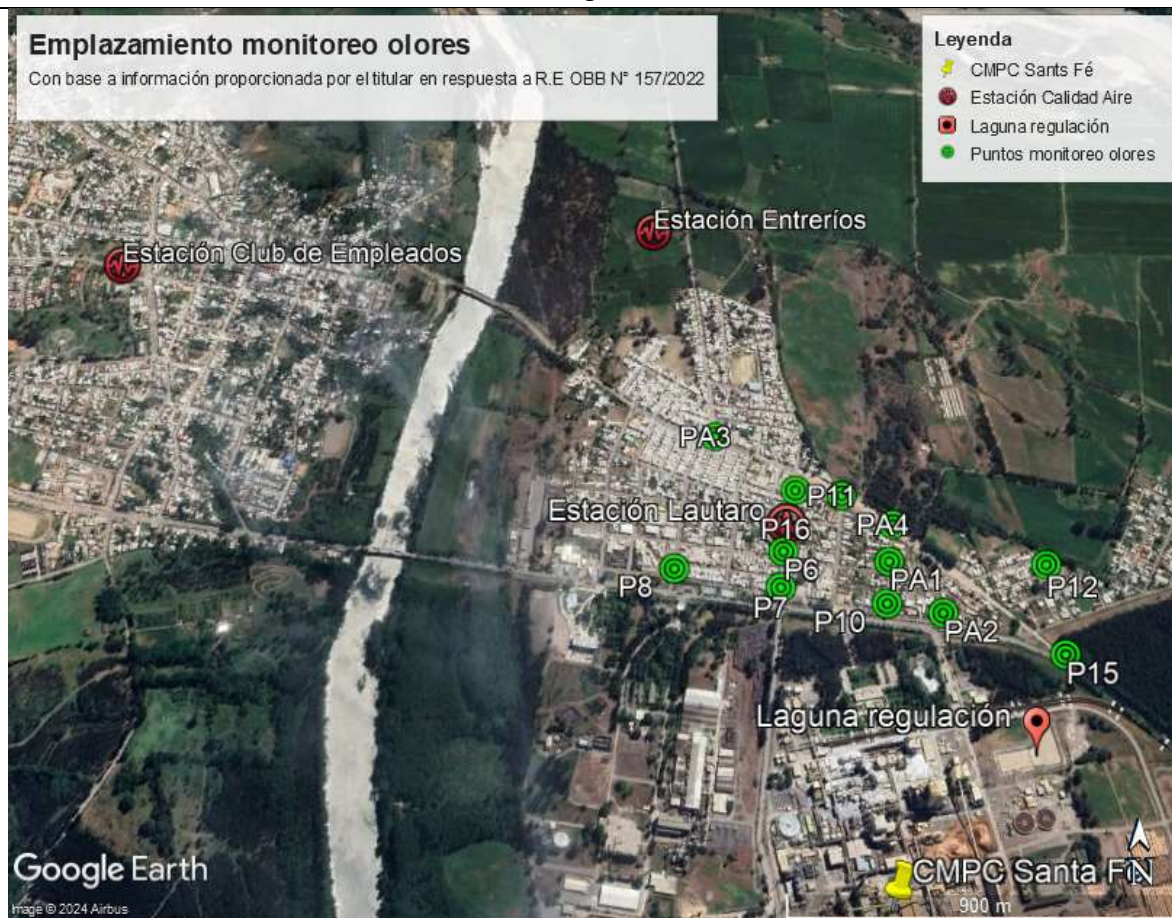 Emplazamiento monitoreo olores
Con base a información proporcionada por el titular en respuesta a R.E OBB N° 157/2022
Leyenda
CMPC Sants Fé
Estación Calidad Aire
Laguna regulación
Puntos monitoreo olores
Estación Entreríos
Estación Club de Empleados
PA3
P11
Estación Lautaro
P16
PA4
P6
PA1
P12
P8
P7
P10
PA2
P15
Laguna regulación
CMPC Santa F
N
900 m
Google Earth
Image © 2024 Airbus